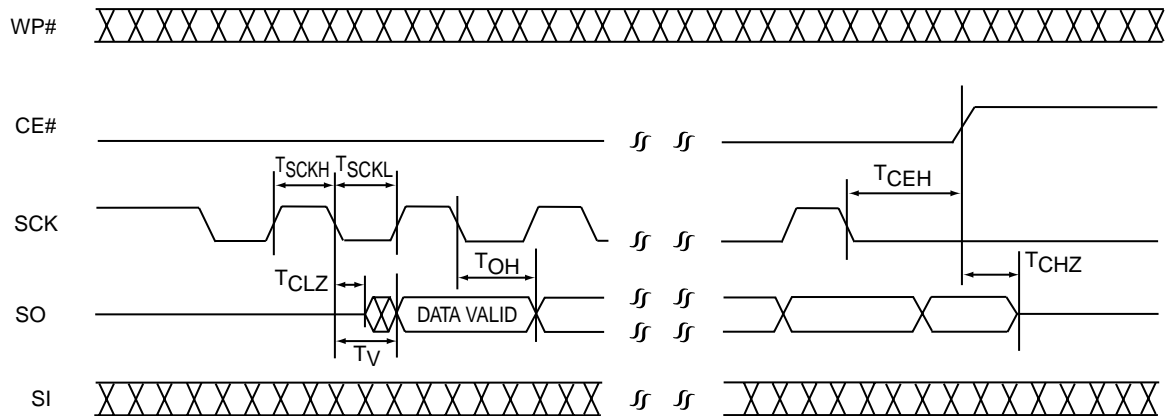 WP#
CE#
TSCKH TSCKL
TCEH
SCK
TCLZ
TOH
TCHZ
SO
DATA VALID
TV
SI